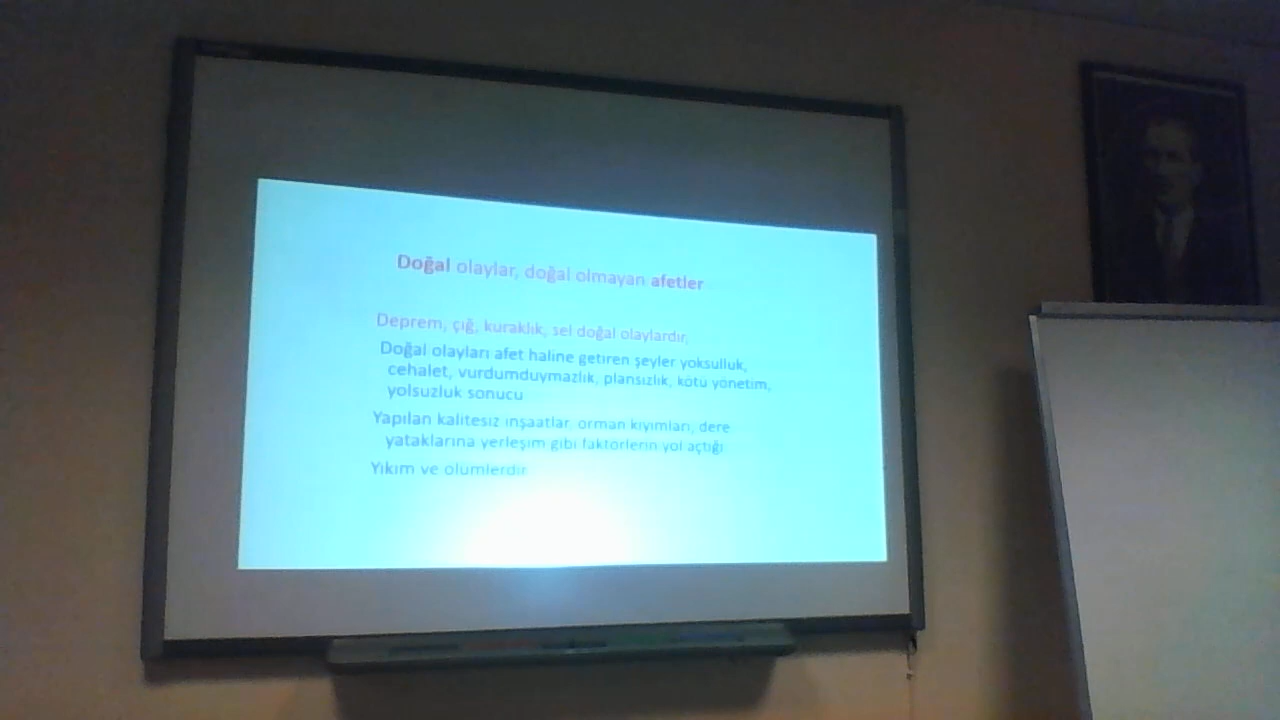 Doğal olaylar, doğal olmayan afetler
Deprem, çığ, kuraklık, sel doğal olaylardır,
Doğal olayları afet haline getiren şeyler yoksulluk,
cehalet, vurdumduymazlık, plansızlık, kötü yönetim,
yolsuzluk sonucu
Yapılan kalitesiz inşaatlar, orman kıyımları, dere
yataklarına yerleşim gibi faktörlerin yol açtığı
Yıkım ve ölümlerdir